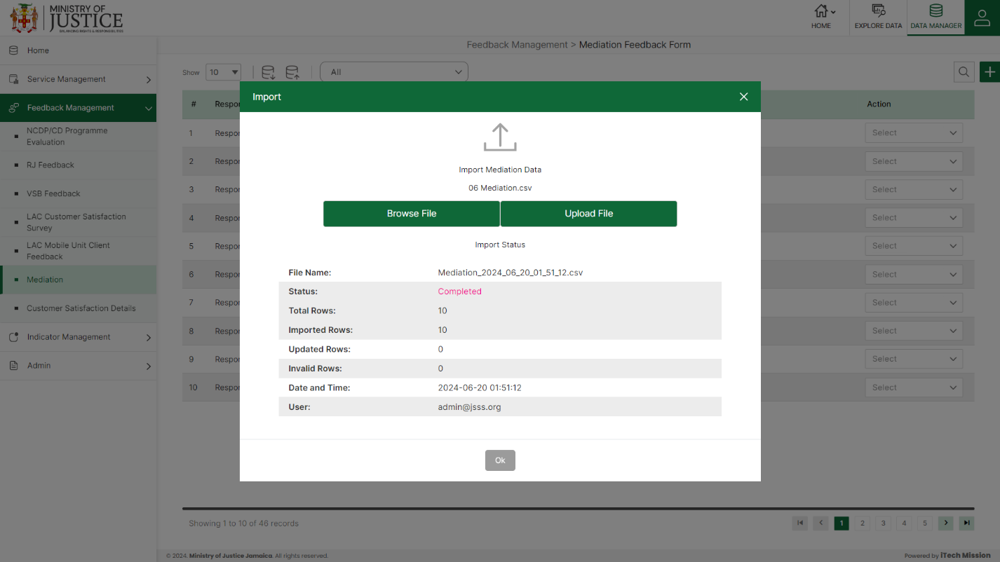 MINISTRY OF
JUSTICE
BALANCING RIGHTS & RESPONSIBILITIES
HOME
EXPLORE DATA
DATA MANAGER
Home
Service Management
Feedback Management
NCDP/CD Programme
Evaluation
RJ Feedback
VSB Feedback
LAC Customer Satisfaction
Survey
LAC Mobile Unit Client
Feedback
Mediation
Customer Satisfaction Details
Indicator Management
Admin
Feedback Management > Mediation Feedback Form
Show 10 All
# Respo Action
1 Respo Select
2 Respo Select
3 Respo Select
4 Respo Select
5 Respo Select
6 Respo Select
7 Respo Select
8 Respo Select
9 Respo Select
10 Respo Select
Import
Import Mediation Data
06 Mediation.csv
Browse File Upload File
Import Status
File Name: Mediation_2024_06_20_01_51_12.csv
Status: Completed
Total Rows: 10
Imported Rows: 10
Updated Rows: 0
Invalid Rows: 0
Date and Time: 2024-06-20 01:51:12
User: admin@jsss.org
Ok
Showing 1 to 10 of 46 records
1 2 3 4 5
© 2024. Ministry of Justice Jamaica. All rights reserved.
Powered by iTech Mission